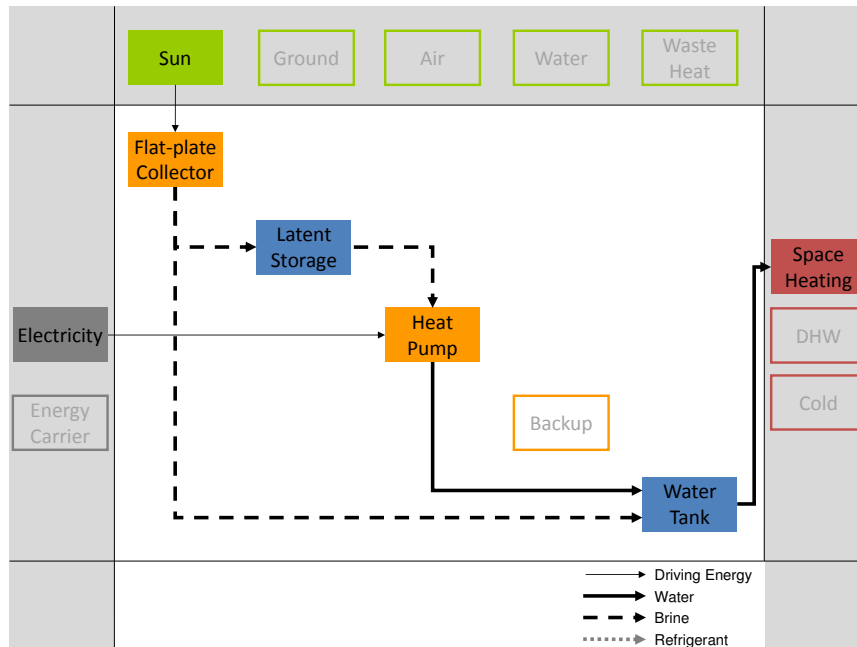 Sun
Ground
Air
Water
Waste
Heat
Flat-plate
Collector
Latent
Storage
Space
Heating
Electricity
Heat
Pump
DHW
Energy
Carrier
Backup
Cold
Water
Tank
Driving Energy
Water
Brine
Refrigerant